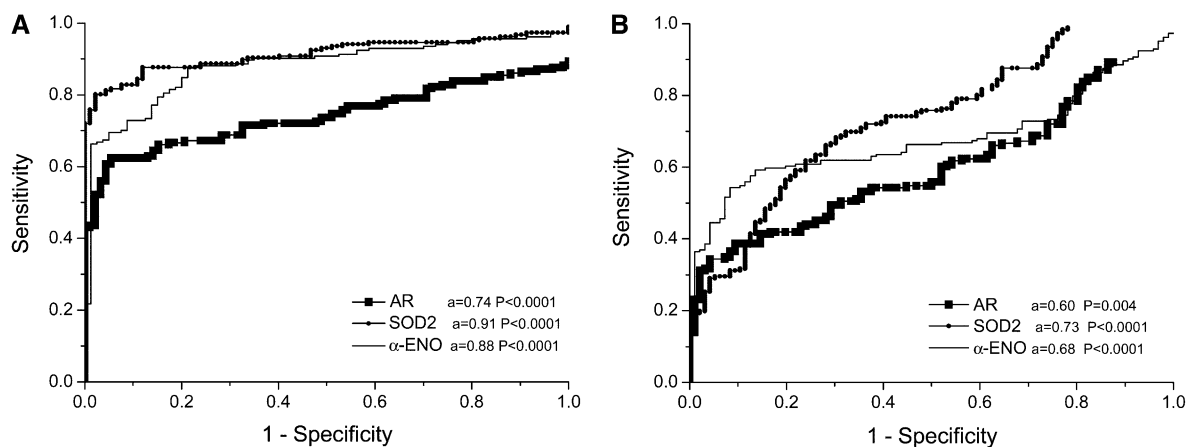 A
1.0
0.8
0.6
0.4
0.2
0.0
Sensitivity
AR a=0.74 P<0.0001
SOD2 a=0.91 P<0.0001
α-ENO a=0.88 P<0.0001
0.0 0.2 0.4 0.6 0.8 1.0
1 - Specificity
B
1.0
0.8
0.6
0.4
0.2
0.0
Sensitivity
AR a=0.60 P=0.004
SOD2 a=0.73 P<0.0001
α-ENO a=0.68 P<0.0001
0.0 0.2 0.4 0.6 0.8 1.0
1 - Specificity